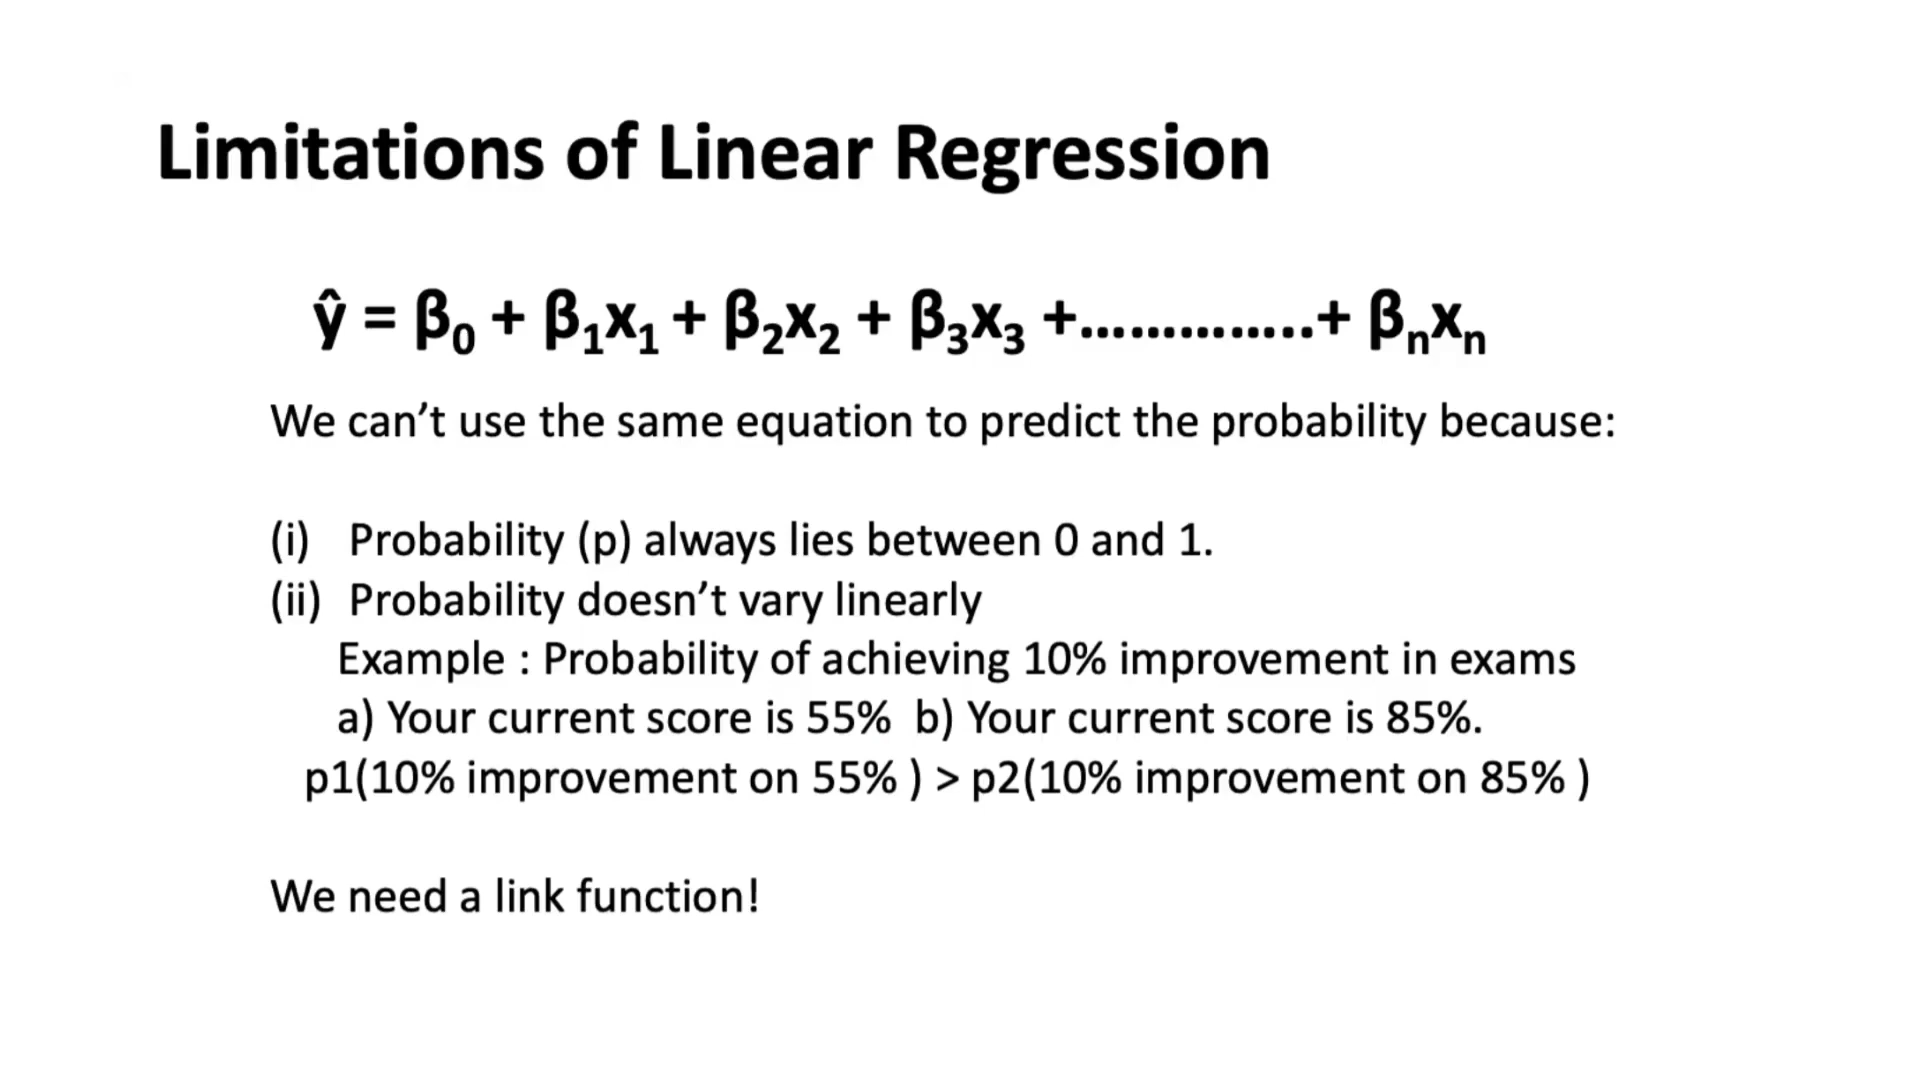 Limitations of Linear Regression
ŷ = β₀ + β₁x₁ + β₂x₂ + β₃x₃ +…………..+ βₙxₙ
We can’t use the same equation to predict the probability because:
(i) Probability (p) always lies between 0 and 1.
(ii) Probability doesn’t vary linearly
Example : Probability of achieving 10% improvement in exams
a) Your current score is 55% b) Your current score is 85%.
p1(10% improvement on 55% ) > p2(10% improvement on 85% )
We need a link function!